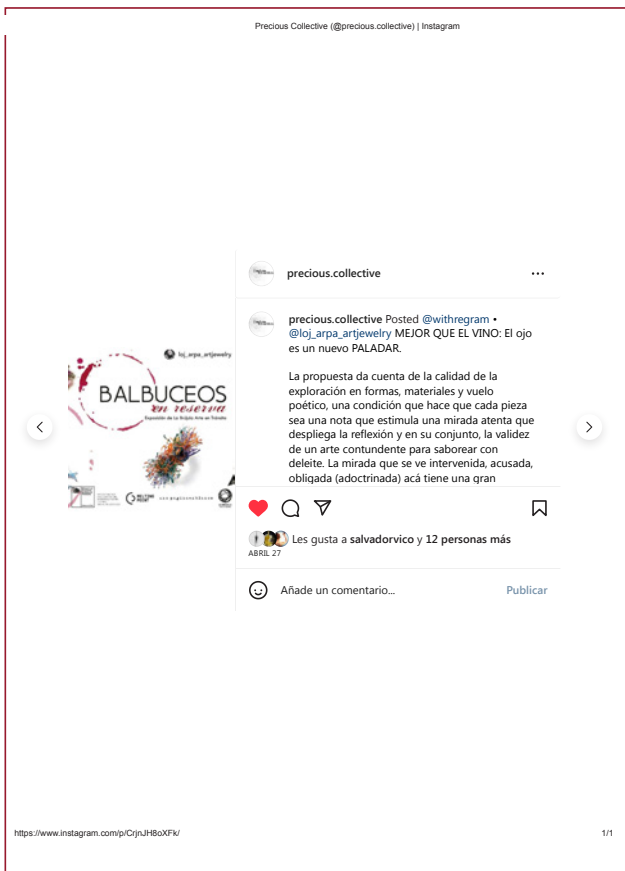 Precious Collective (@precious.collective) | Instagram
precious.collective
precious.collective Posted @withregram •
@loj_arpa_artjewelry MEJOR QUE EL VINO: El ojo
es un nuevo PALADAR.
La propuesta da cuenta de la calidad de la
exploración en formas, materiales y vuelo
poético, una condición que hace que cada pieza
sea una nota que estimula una mirada atenta que
despliega la reflexión y en su conjunto, la validez
de un arte contundente para saborear con
deleite. La mirada que se ve intervenida, acusada,
obligada (adoctrinada) acá tiene una gran
loj_arpa_artjewelry
BALBUCEOS
en reserva
MELTING
POINT
Les gusta a salvadorvico y 12 personas más
ABRIL 27
Añade un comentario...
Publicar
https://www.instagram.com/p/CrjnJH8oXFk/
1/1